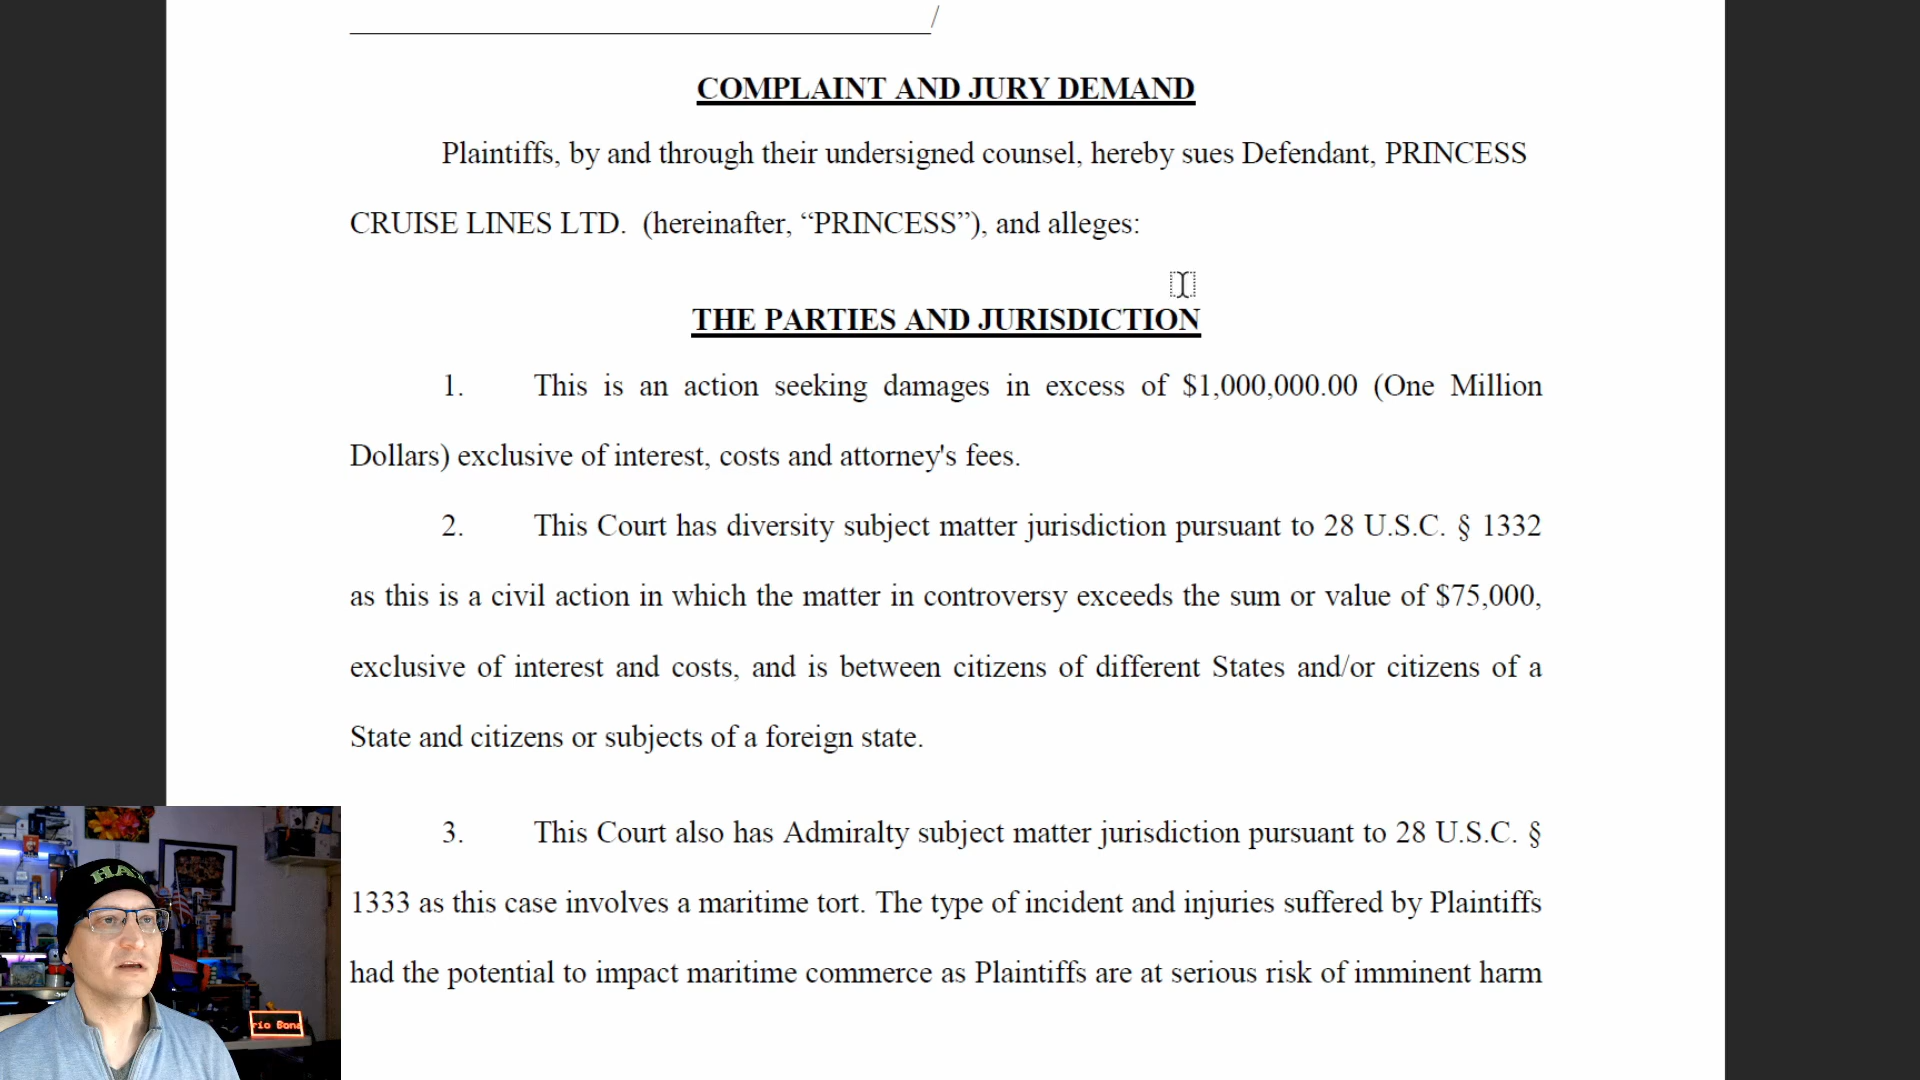 /
COMPLAINT AND JURY DEMAND
Plaintiffs, by and through their undersigned counsel, hereby sues Defendant, PRINCESS
CRUISE LINES LTD. (hereinafter, “PRINCESS”), and alleges:
THE PARTIES AND JURISDICTION
1. This is an action seeking damages in excess of $1,000,000.00 (One Million
Dollars) exclusive of interest, costs and attorney's fees.
2. This Court has diversity subject matter jurisdiction pursuant to 28 U.S.C. § 1332
as this is a civil action in which the matter in controversy exceeds the sum or value of $75,000,
exclusive of interest and costs, and is between citizens of different States and/or citizens of a
State and citizens or subjects of a foreign state.
3. This Court also has Admiralty subject matter jurisdiction pursuant to 28 U.S.C. §
1333 as this case involves a maritime tort. The type of incident and injuries suffered by Plaintiffs
had the potential to impact maritime commerce as Plaintiffs are at serious risk of imminent harm
HA
rio Bona